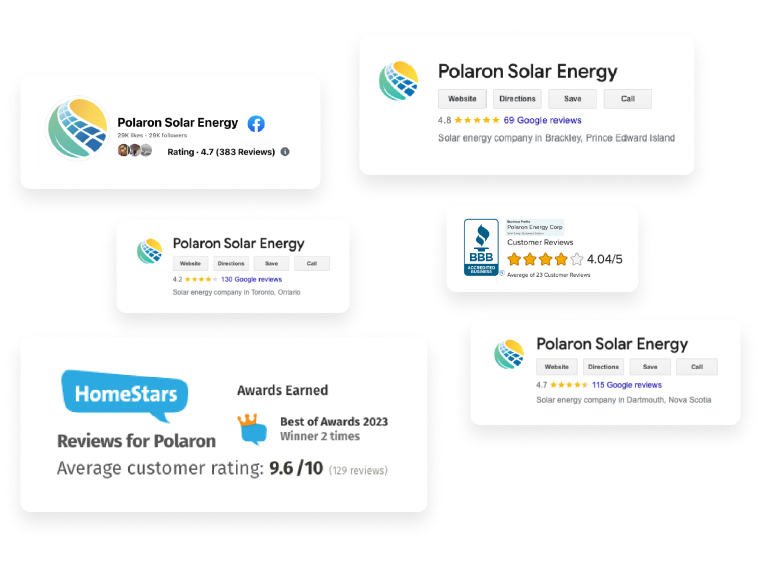 Polaron Solar Energy
29K likes • 29K followers
Rating · 4.7 (383 Reviews)
Polaron Solar Energy
Website Directions Save Call
4.8 69 Google reviews
Solar energy company in Brackley, Prince Edward Island
Polaron Solar Energy
Website Directions Save Call
4.2 130 Google reviews
Solar energy company in Toronto, Ontario
BBB
ACCREDITED
BUSINESS
Business Profile
Polaron Energy Corp
Customer Reviews
4.04/5
Average of 23 Customer Reviews
HomeStars
Reviews for Polaron
Awards Earned
Best of Awards 2023
Winner 2 times
Average customer rating: 9.6/10 (129 reviews)
Polaron Solar Energy
Website Directions Save Call
4.7 115 Google reviews
Solar energy company in Dartmouth, Nova Scotia